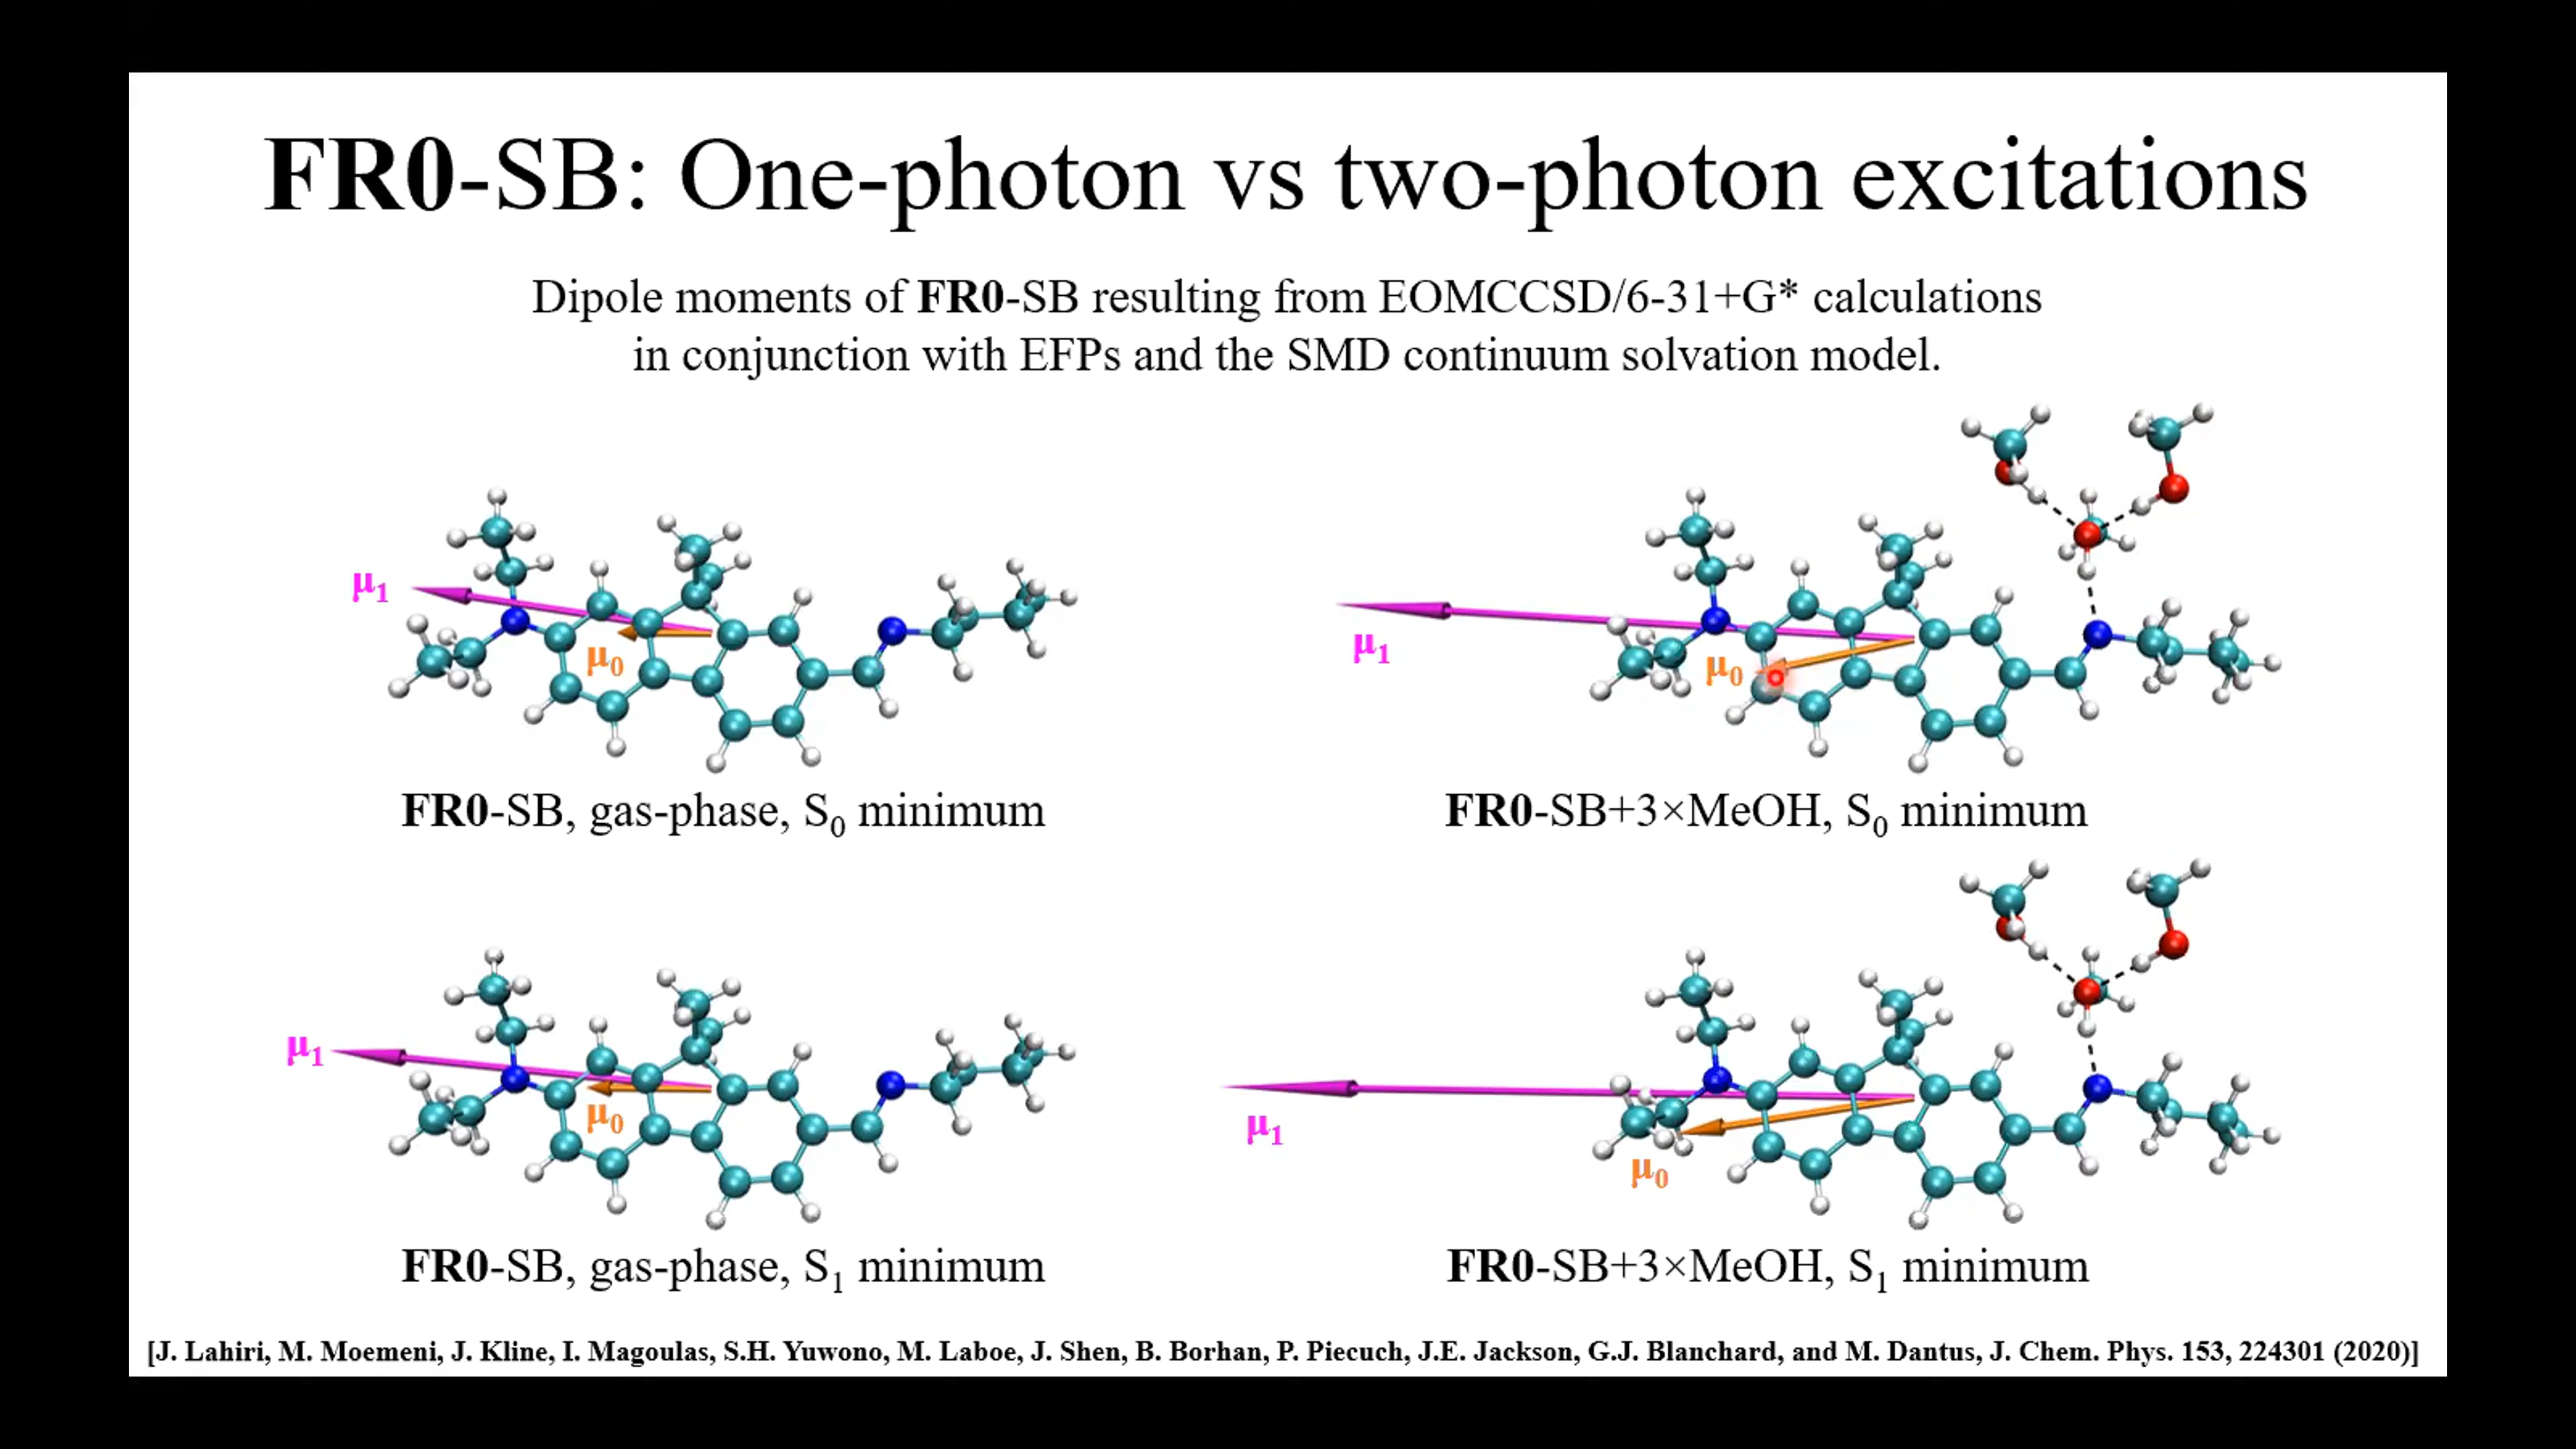 FR0-SB: One-photon vs two-photon excitations
Dipole moments of FR0-SB resulting from EOMCCSD/6-31+G* calculations
in conjunction with EFPs and the SMD continuum solvation model.
μ1
μ0
FR0-SB, gas-phase, S0 minimum
μ1
μ0
FR0-SB+3×MeOH, S0 minimum
μ1
μ0
FR0-SB, gas-phase, S1 minimum
μ1
μ0
FR0-SB+3×MeOH, S1 minimum
[J. Lahiri, M. Moemeni, J. Kline, I. Magoulas, S.H. Yuwono, M. Laboe, J. Shen, B. Borhan, P. Piecuch, J.E. Jackson, G.J. Blanchard, and M. Dantus, J. Chem. Phys. 153, 224301 (2020)]